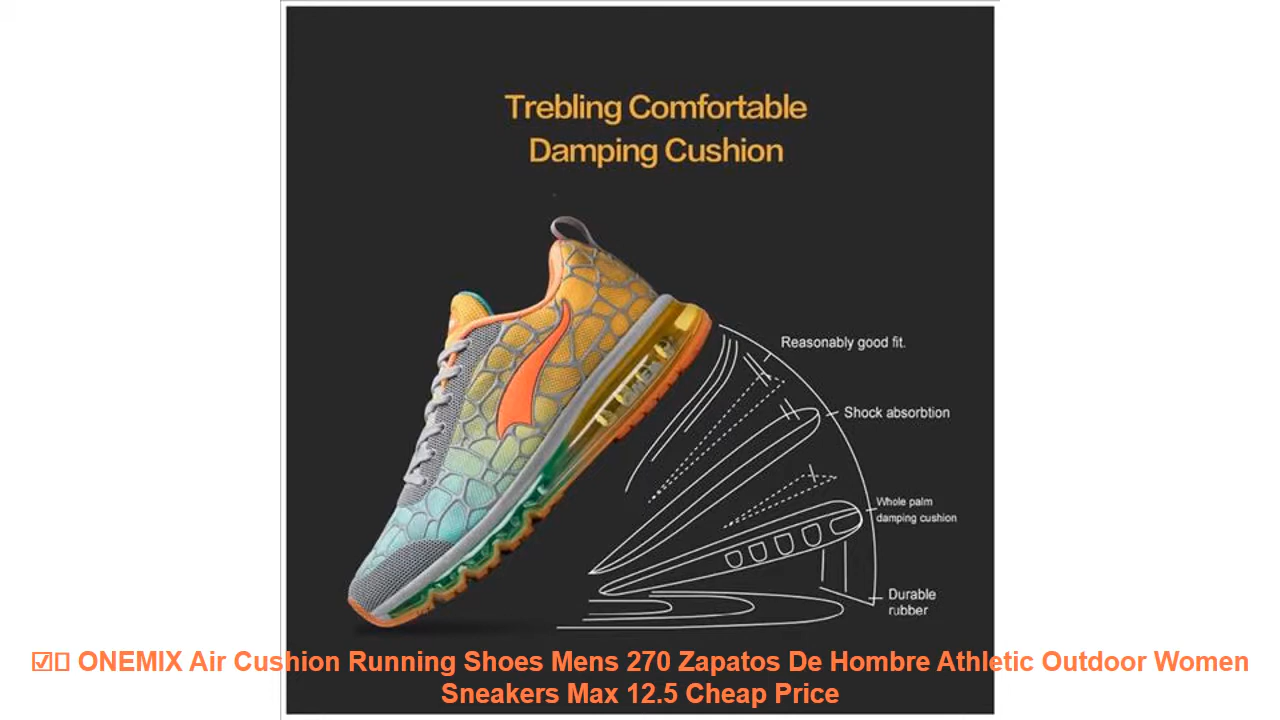 Trebling Comfortable
Damping Cushion
Reasonably good fit.
Shock absorbtion
Whole palm
damping cushion
Durable
rubber
☑ ONEMIX Air Cushion Running Shoes Mens 270 Zapatos De Hombre Athletic Outdoor Women
Sneakers Max 12.5 Cheap Price